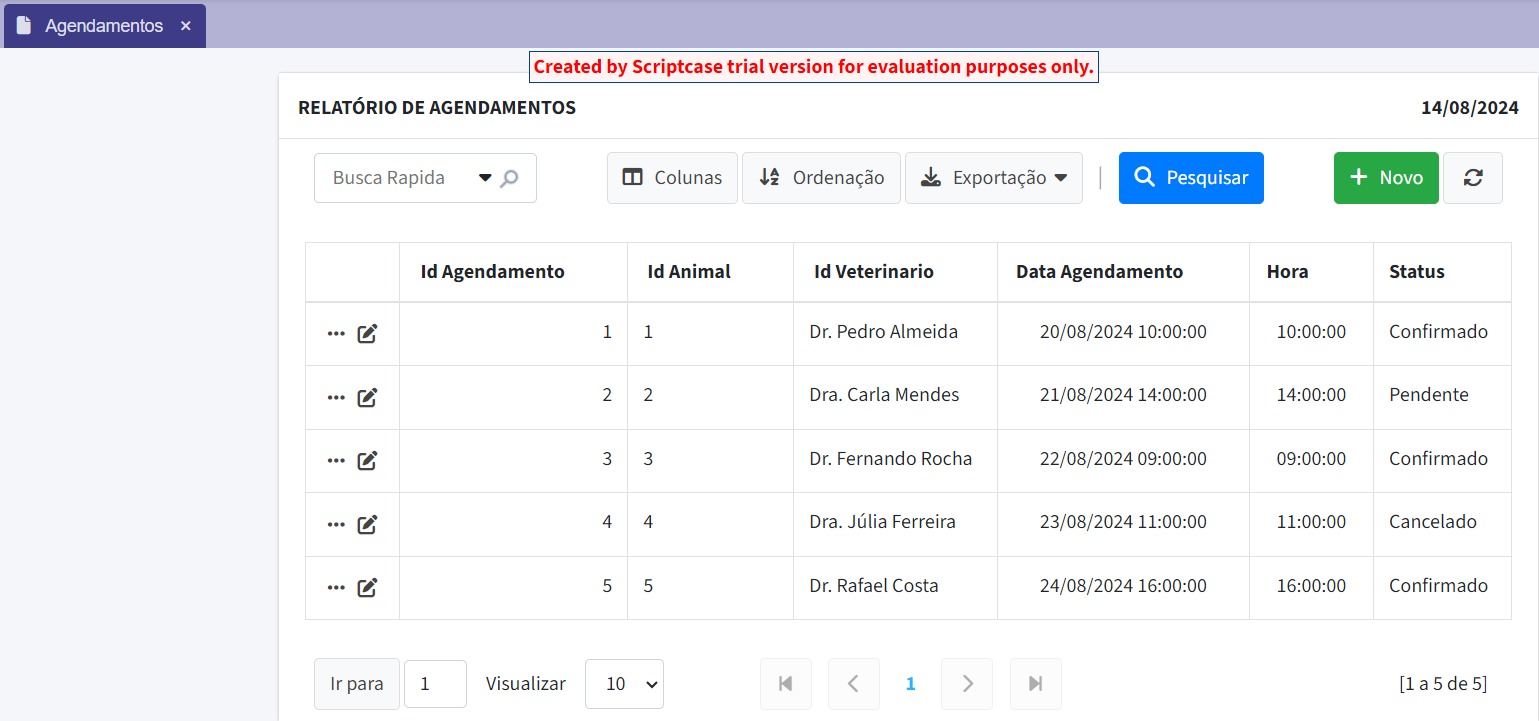 Agendamentos ×
Created by Scriptcase trial version for evaluation purposes only.
RELATÓRIO DE AGENDAMENTOS 14/08/2024
Busca Rapida Colunas Ordenação Exportação | Pesquisar + Novo
Id Agendamento Id Animal Id Veterinario Data Agendamento Hora Status
1 1 Dr. Pedro Almeida 20/08/2024 10:00:00 10:00:00 Confirmado
2 2 Dra. Carla Mendes 21/08/2024 14:00:00 14:00:00 Pendente
3 3 Dr. Fernando Rocha 22/08/2024 09:00:00 09:00:00 Confirmado
4 4 Dra. Júlia Ferreira 23/08/2024 11:00:00 11:00:00 Cancelado
5 5 Dr. Rafael Costa 24/08/2024 16:00:00 16:00:00 Confirmado
Ir para 1 Visualizar 10 1 [1 a 5 de 5]